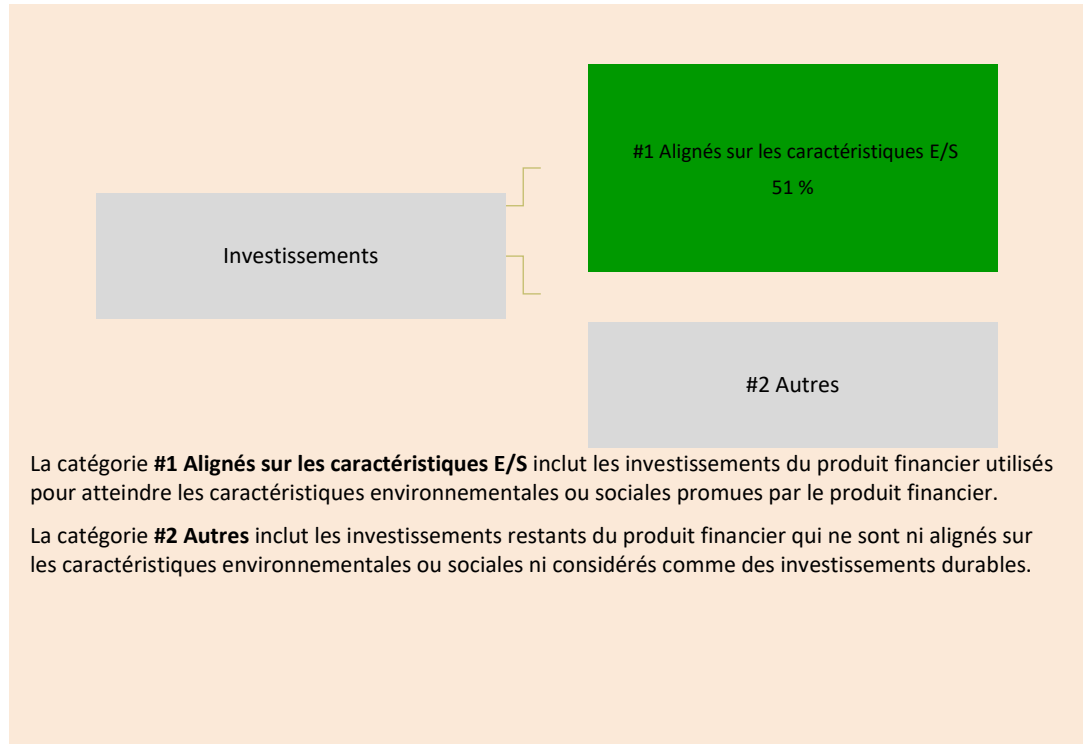 #1 Alignés sur les caractéristiques E/S
51 %
Investissements
#2 Autres
La catégorie #1 Alignés sur les caractéristiques E/S inclut les investissements du produit financier utilisés
pour atteindre les caractéristiques environnementales ou sociales promues par le produit financier.
La catégorie #2 Autres inclut les investissements restants du produit financier qui ne sont ni alignés sur
les caractéristiques environnementales ou sociales ni considérés comme des investissements durables.